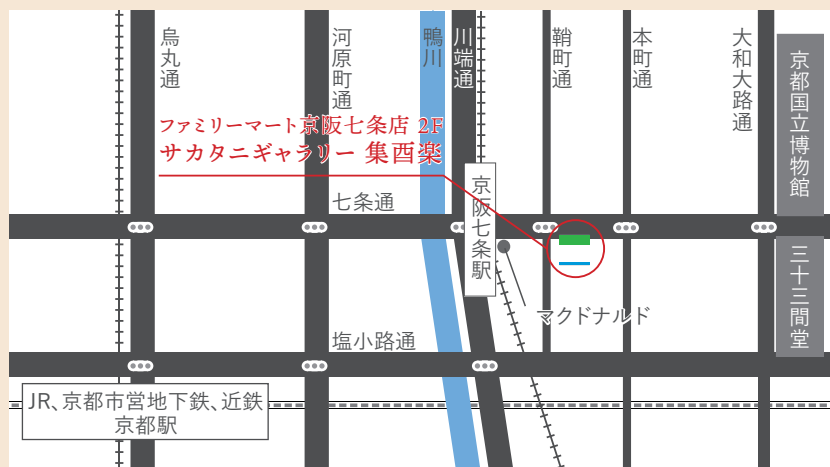 烏丸通
河原町通
鴨川
川端通
鞘町通
本町通
大和大路通
京都国立博物館
ファミリーマート京阪七条店 2F
サカタニギャラリー 集酉楽
七条通
京阪七条駅
三十三間堂
マクドナルド
塩小路通
JR、京都市営地下鉄、近鉄
京都駅